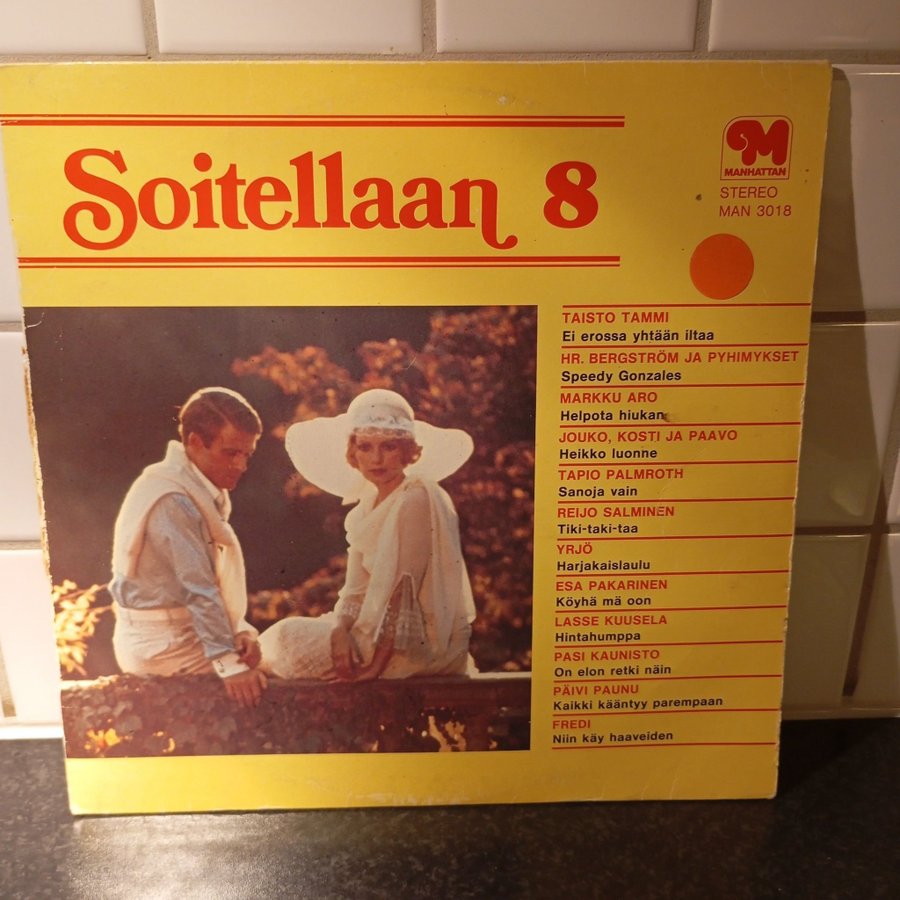 Soitellaan 8
M
MANHATTAN
STEREO
MAN 3018
TAISTO TAMMI
Ei erossa yhtään iltaa
HR. BERGSTRÖM JA PYHIMYKSET
Speedy Gonzales
MARKKU ARO
Helpota hiukan
JOUKO, KOSTI JA PAAVO
Heikko luonne
TAPIO PALMROTH
Sanoja vain
REIJO SALMINEN
Tiki-taki-taa
YRJÖ
Harjakaislaulu
ESA PAKARINEN
Köyhä mä oon
LASSE KUUSELA
Hintahumppa
PASI KAUNISTO
On elon retki näin
PÄIVI PAUNU
Kaikki kääntyy parempaan
FREDI
Niin käy haaveiden